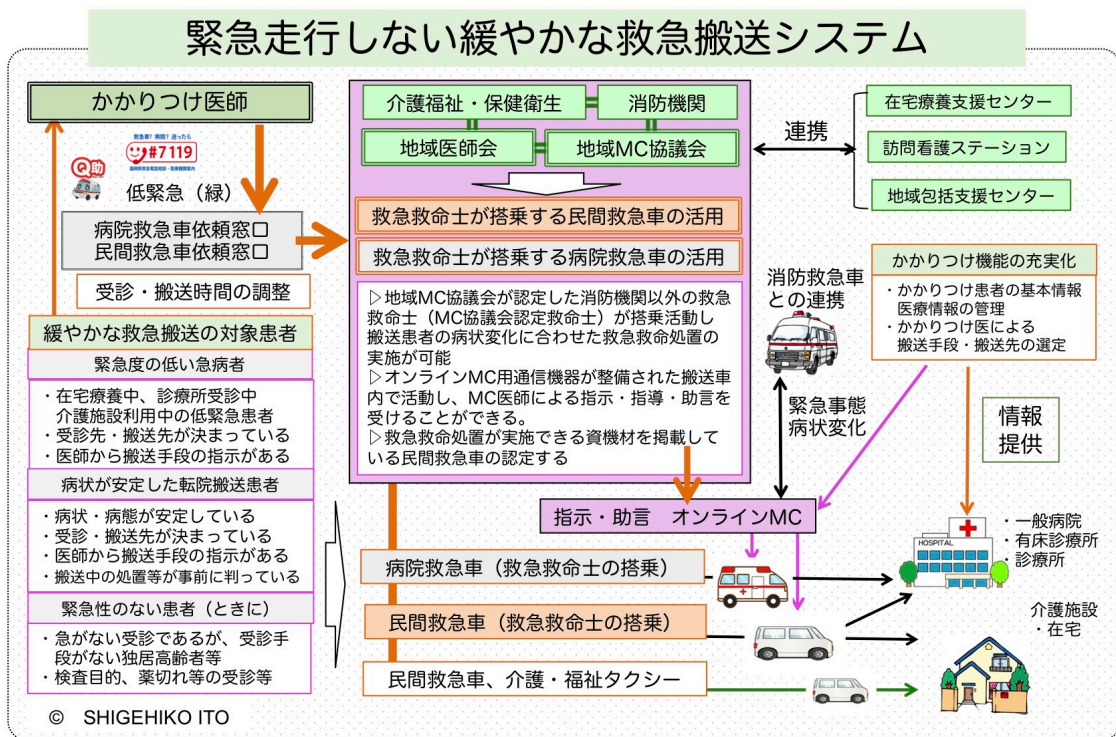 緊急走行しない緩やかな救急搬送システム
かかりつけ医師
救急車？ 病院？ 迷ったら
#7119
Q助
低緊急（緑）
病院救急車依頼窓口
民間救急車依頼窓口
受診・搬送時間の調整
緩やかな救急搬送の対象患者
緊急度の低い急病者
・在宅療養中、診療所受診中
介護施設利用中の低緊急患者
・受診先・搬送先が決まっている
・医師から搬送手段の指示がある
病状が安定した転院搬送患者
・病状・病態が安定している
・受診・搬送先が決まっている
・医師から搬送手段の指示がある
・搬送中の処置等が事前に判っている
緊急性のない患者（ときに）
・急がない受診であるが、受診手
段がない独居高齢者等
・検査目的、薬切れ等の受診等
© SHIGEHIKO ITO
介護福祉・保健衛生
消防機関
地域医師会
地域MC協議会
救急救命士が搭乗する民間救急車の活用
救急救命士が搭乗する病院救急車の活用
▷地域MC協議会が認定した消防機関以外の救急
救命士（MC協議会認定救命士）が搭乗活動し
搬送患者の病状変化に合わせた救急救命処置の
実施が可能
▷オンラインMC用通信機器が整備された搬送車
内で活動し、MC医師による指示・指導・助言を
受けることができる。
▷救急救命処置が実施できる資機材を掲載して
いる民間救急車の認定する
連携
在宅療養支援センター
訪問看護ステーション
地域包括支援センター
消防救急車
との連携
緊急事態
病状変化
かかりつけ機能の充実化
・かかりつけ患者の基本情報
医療情報の管理
・かかりつけ医による
搬送手段・搬送先の選定
情報
提供
指示・助言 オンラインMC
病院救急車（救急救命士の搭乗）
民間救急車（救急救命士の搭乗）
民間救急車、介護・福祉タクシー
HOSPITAL
・一般病院
・有床診療所
・診療所
介護施設
・在宅